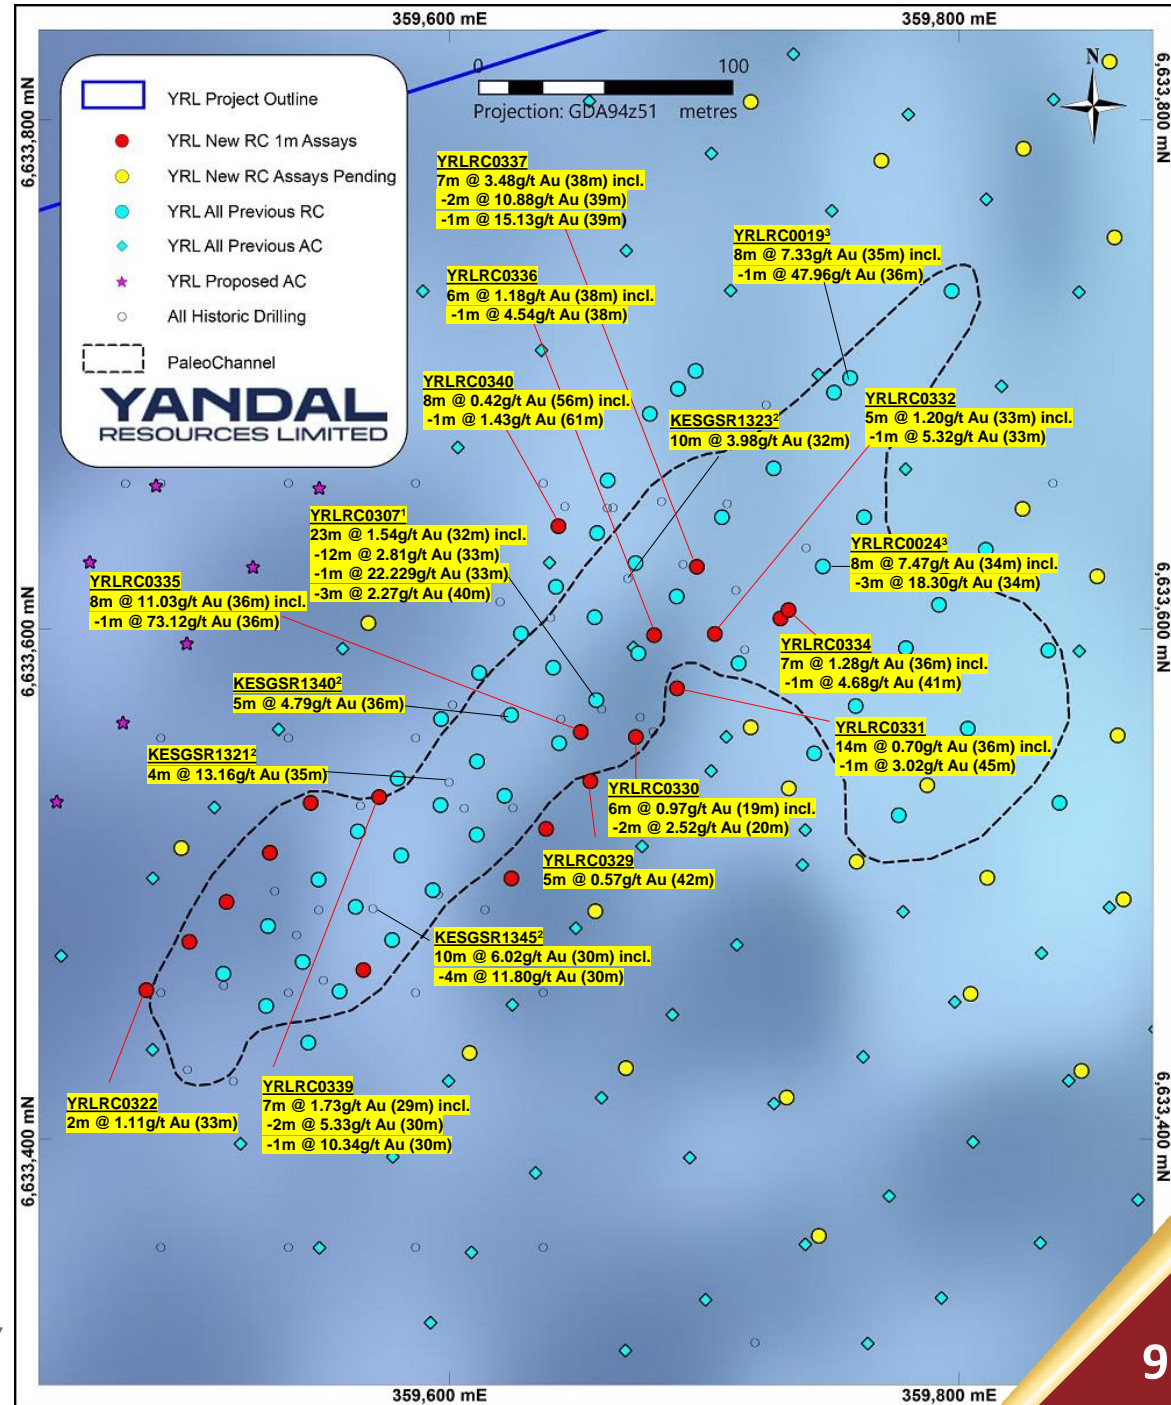 359,600 mE
359,800 mE
6,633,800 mN
6,633,800 mN
YRL Project Outline
YRL New RC 1m Assays
YRL New RC Assays Pending
YRL All Previous RC
YRL All Previous AC
YRL Proposed AC
All Historic Drilling
PaleoChannel
YANDAL
RESOURCES LIMITED
0
100
Projection: GDA94z51 metres
N
YRLRC0337
7m @ 3.48g/t Au (38m) incl.
-2m @ 10.88g/t Au (39m)
-1m @ 15.13g/t Au (39m)
YRLRC0019³
8m @ 7.33g/t Au (35m) incl.
-1m @ 47.96g/t Au (36m)
YRLRC0336
6m @ 1.18g/t Au (38m) incl.
-1m @ 4.54g/t Au (38m)
YRLRC0340
8m @ 0.42g/t Au (56m) incl.
-1m @ 1.43g/t Au (61m)
KESGSR1323²
10m @ 3.98g/t Au (32m)
YRLRC0332
5m @ 1.20g/t Au (33m) incl.
-1m @ 5.32g/t Au (33m)
YRLRC0307¹
23m @ 1.54g/t Au (32m) incl.
-12m @ 2.81g/t Au (33m)
-1m @ 22.229g/t Au (33m)
-3m @ 2.27g/t Au (40m)
YRLRC0024³
8m @ 7.47g/t Au (34m) incl.
-3m @ 18.30g/t Au (34m)
YRLRC0335
8m @ 11.03g/t Au (36m) incl.
-1m @ 73.12g/t Au (36m)
6,633,600 mN
6,633,600 mN
YRLRC0334
7m @ 1.28g/t Au (36m) incl.
-1m @ 4.68g/t Au (41m)
KESGSR1340²
5m @ 4.79g/t Au (36m)
YRLRC0331
14m @ 0.70g/t Au (36m) incl.
-1m @ 3.02g/t Au (45m)
KESGSR1321²
4m @ 13.16g/t Au (35m)
YRLRC0330
6m @ 0.97g/t Au (19m) incl.
-2m @ 2.52g/t Au (20m)
YRLRC0329
5m @ 0.57g/t Au (42m)
KESGSR1345²
10m @ 6.02g/t Au (30m) incl.
-4m @ 11.80g/t Au (30m)
YRLRC0322
2m @ 1.11g/t Au (33m)
YRLRC0339
7m @ 1.73g/t Au (29m) incl.
-2m @ 5.33g/t Au (30m)
-1m @ 10.34g/t Au (30m)
6,633,400 mN
6,633,400 mN
359,600 mE
359,800 mE
9